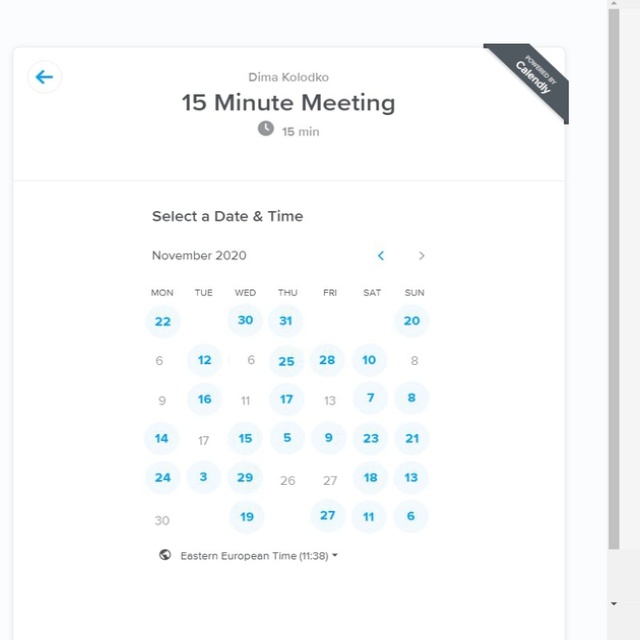 POWERED BY
Calendly
Dima Kolodko
15 Minute Meeting
15 min
Select a Date & Time
November 2020
MON TUE WED THU FRI SAT SUN
22 30 31 20
6 12 6 25 28 10 8
9 16 11 17 13 7 8
14 17 15 5 9 23 21
24 3 29 26 27 18 13
30 19 27 11 6
Eastern European Time (11:38)